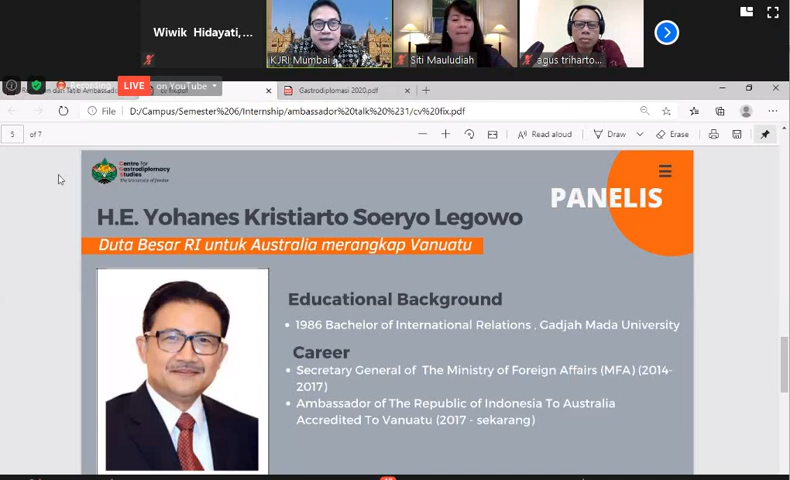 Wiwik Hidayati,...
KJRI Mumbai
Siti Mauludiah
agus triharto...
Recording
LIVE
on YouTube
Gastrodiplomasi 2020.pdf
File
D:/Campus/Semester%206/Internship/ambassador%20talk%20%231/cv%20fix.pdf
5
of 7
Read aloud
Draw
Erase
Centre for
Gastrodiplomacy
Studies
PANELIS
H.E. Yohanes Kristiarto Soeryo Legowo
Duta Besar RI untuk Australia merangkap Vanuatu
Educational Background
• 1986 Bachelor of International Relations , Gadjah Mada University
Career
• Secretary General of The Ministry of Foreign Affairs (MFA) (2014-
2017)
• Ambassador of The Republic of Indonesia To Australia
Accredited To Vanuatu (2017 - sekarang)